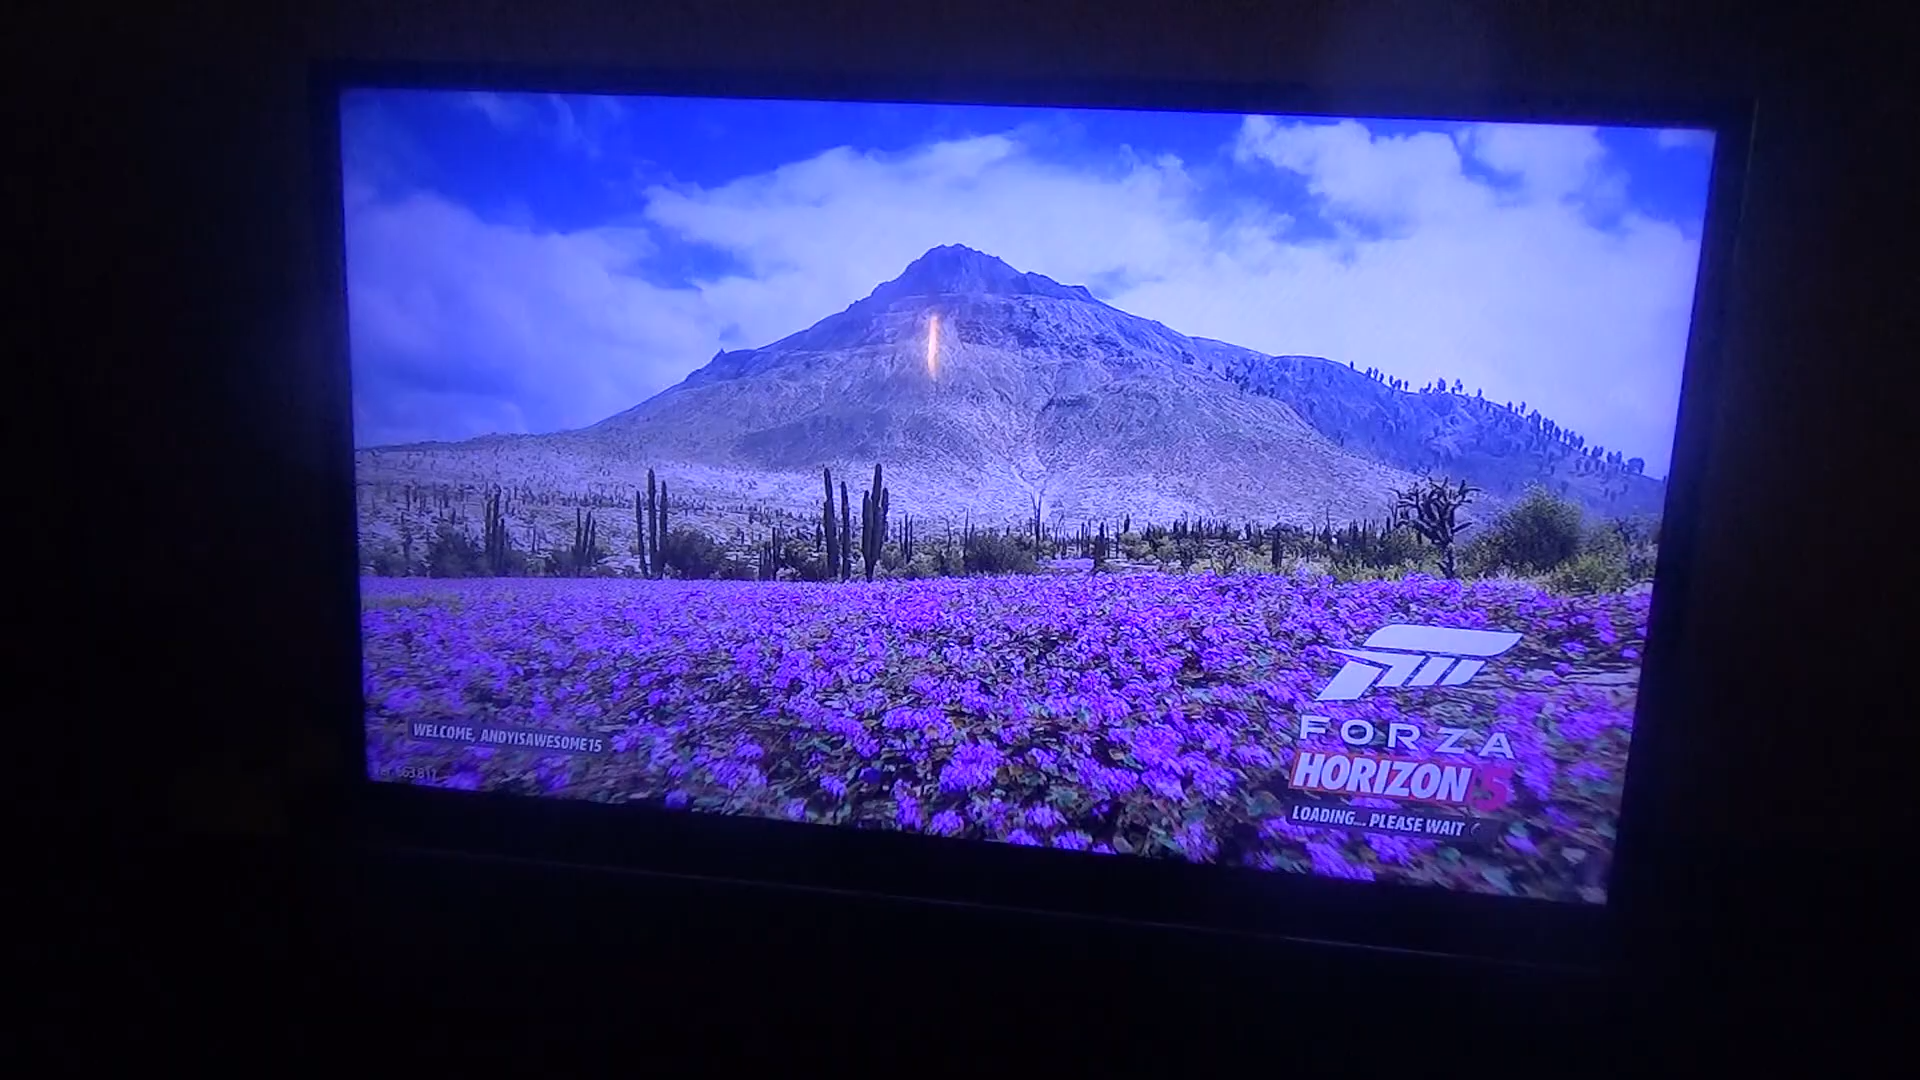 WELCOME, ANDYISAWESOME15
FORZA
HORIZON 5
LOADING... PLEASE WAIT